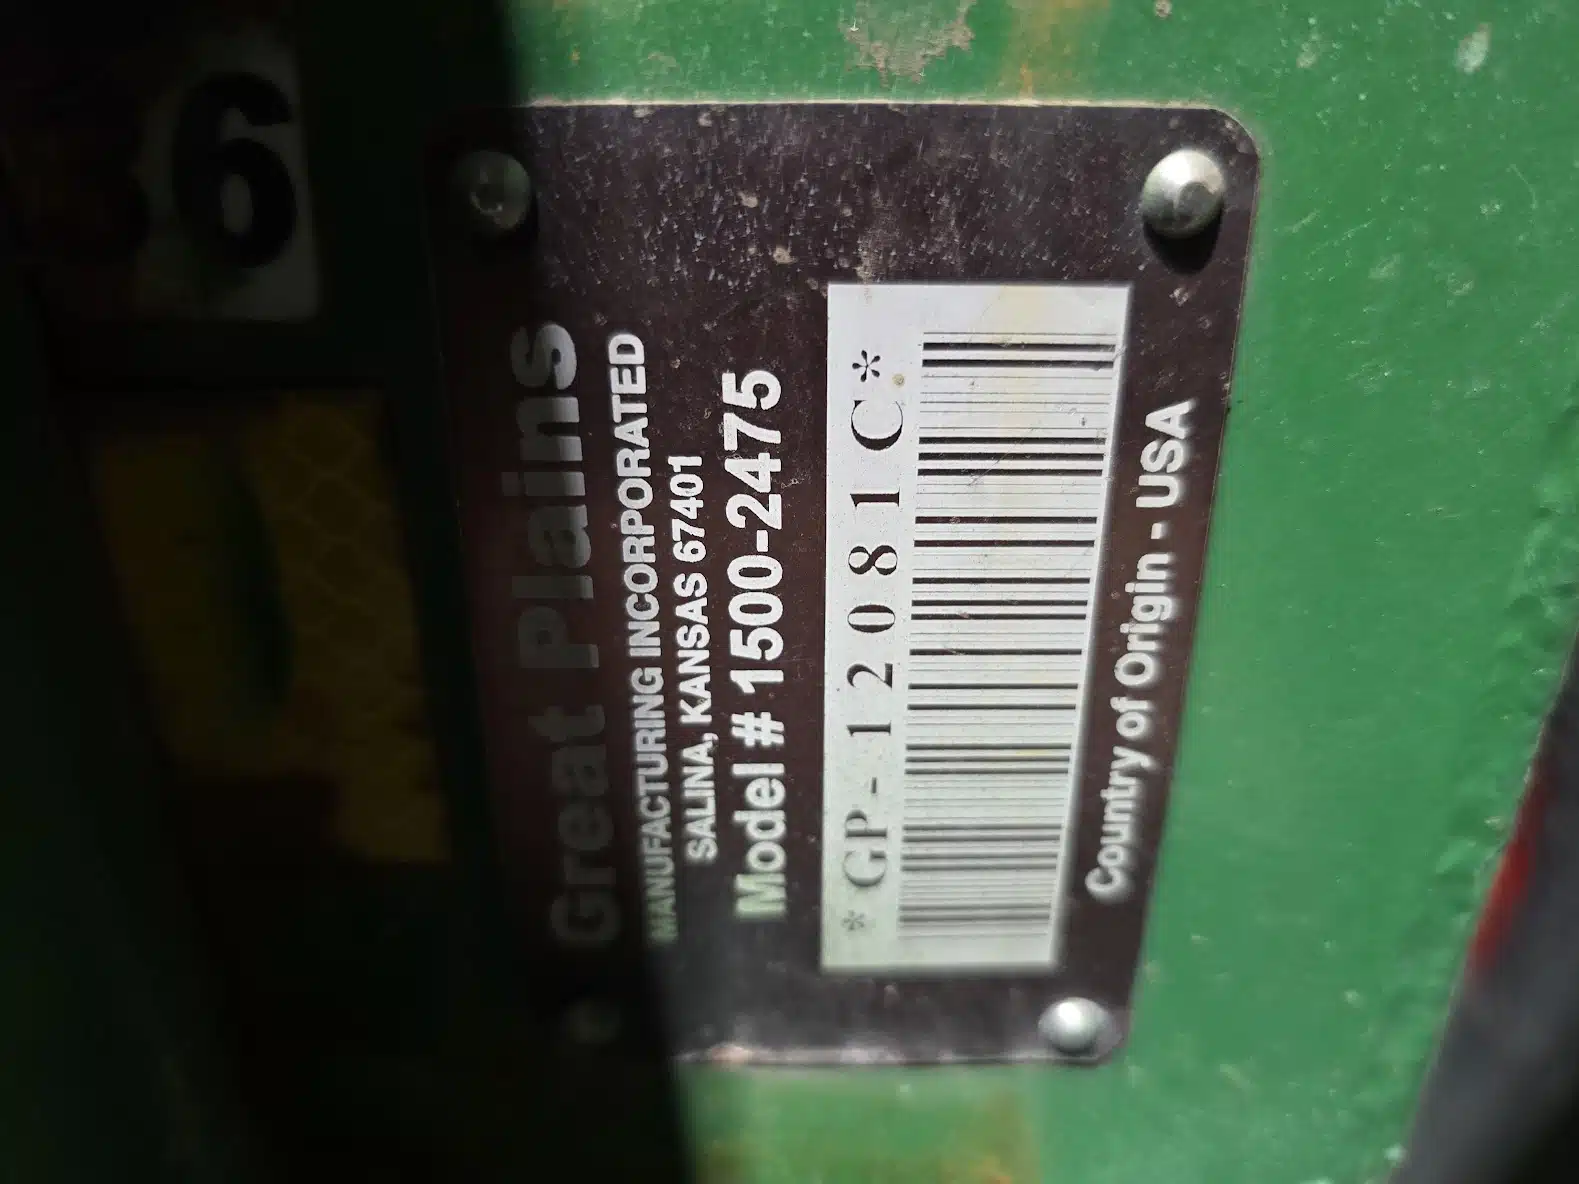 6
Great Plains
MANUFACTURING INCORPORATED
SALINA, KANSAS 67401
Model # 1500-2475
*GP-12081C*
Country of Origin - USA